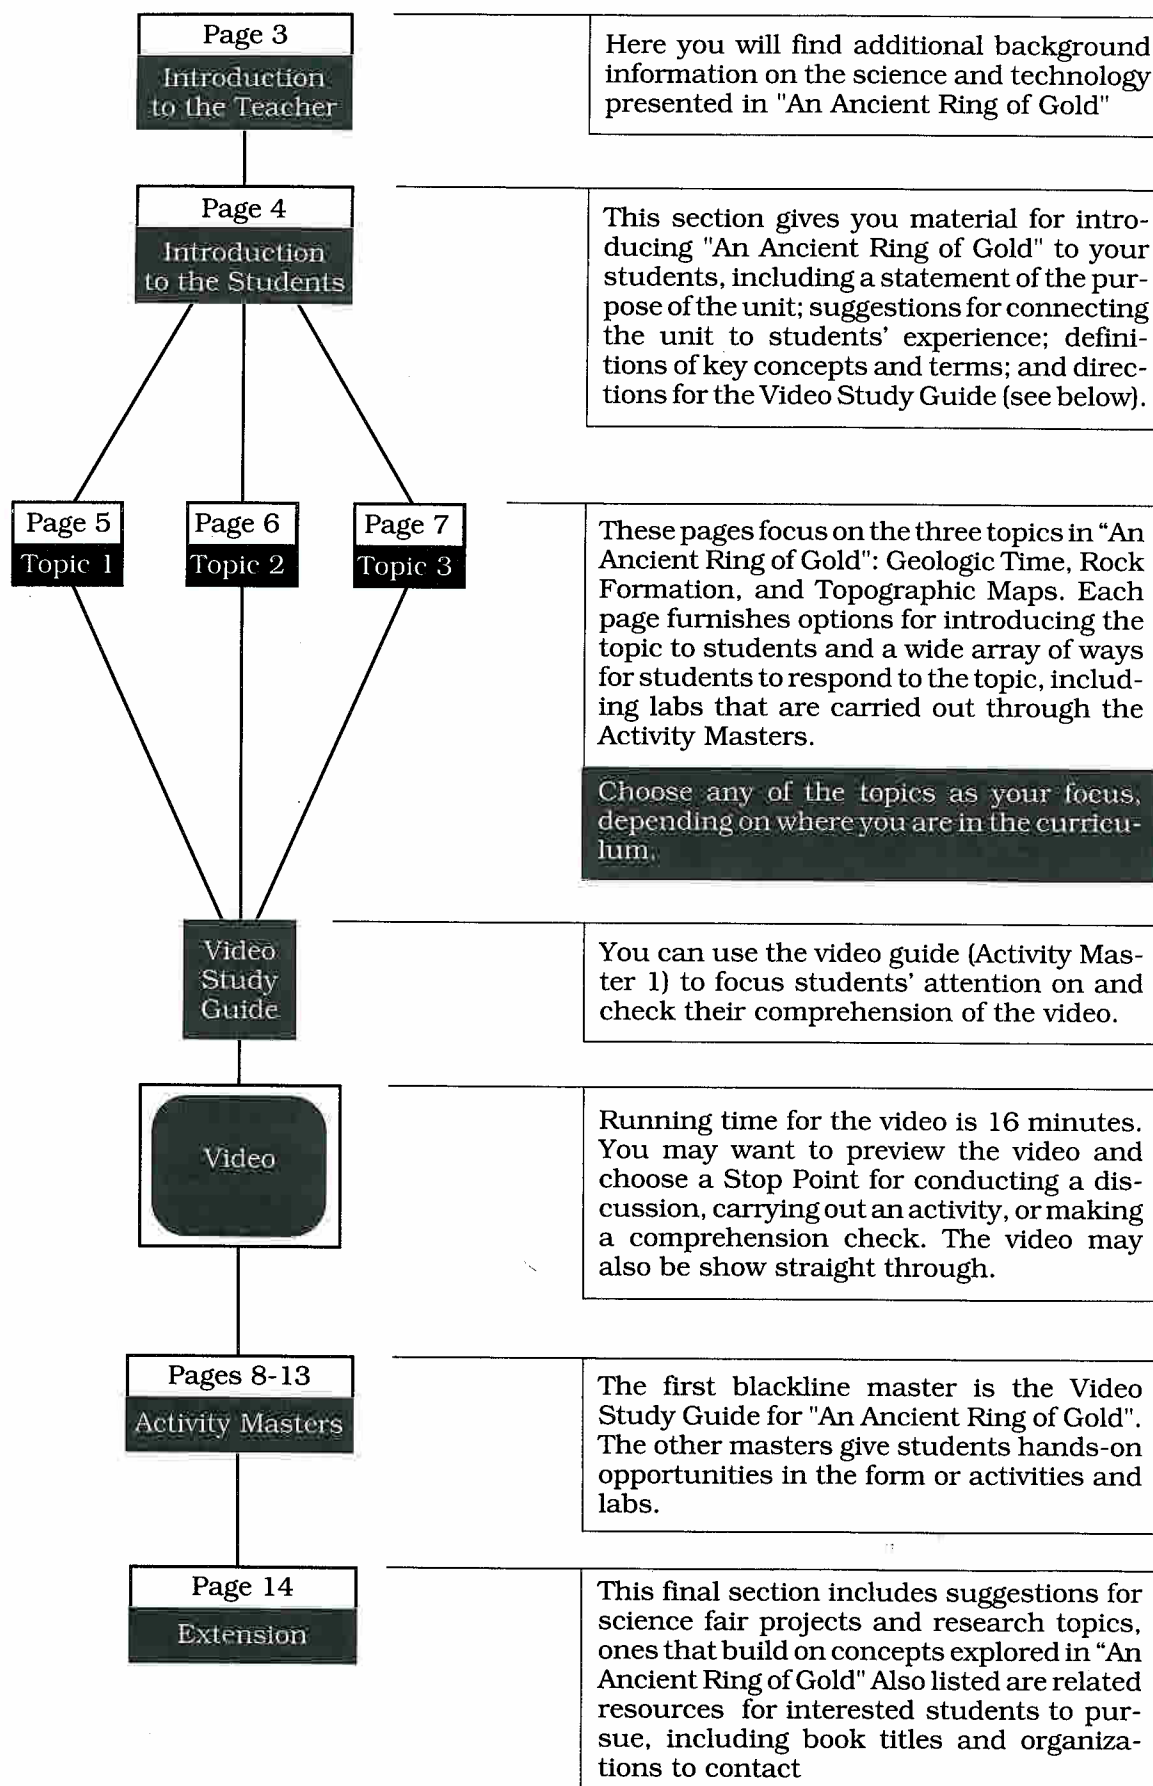 Page 3
Introduction
to the Teacher
Here you will find additional background
information on the science and technology
presented in "An Ancient Ring of Gold"
Page 4
Introduction
to the Students
This section gives you material for intro-
ducing "An Ancient Ring of Gold" to your
students, including a statement of the pur-
pose of the unit; suggestions for connecting
the unit to students' experience; defini-
tions of key concepts and terms; and direc-
tions for the Video Study Guide (see below).
Page 5
Topic 1
Page 6
Topic 2
Page 7
Topic 3
These pages focus on the three topics in "An
Ancient Ring of Gold": Geologic Time, Rock
Formation, and Topographic Maps. Each
page furnishes options for introducing the
topic to students and a wide array of ways
for students to respond to the topic, includ-
ing labs that are carried out through the
Activity Masters.
Choose any of the topics as your focus,
depending on where you are in the curricu-
lum.
Video
Study
Guide
You can use the video guide (Activity Mas-
ter 1) to focus students' attention on and
check their comprehension of the video.
Video
Running time for the video is 16 minutes.
You may want to preview the video and
choose a Stop Point for conducting a dis-
cussion, carrying out an activity, or making
a comprehension check. The video may
also be show straight through.
Pages 8-13
Activity Masters
The first blackline master is the Video
Study Guide for "An Ancient Ring of Gold".
The other masters give students hands-on
opportunities in the form or activities and
labs.
Page 14
Extension
This final section includes suggestions for
science fair projects and research topics,
ones that build on concepts explored in "An
Ancient Ring of Gold" Also listed are related
resources for interested students to pur-
sue, including book titles and organiza-
tions to contact